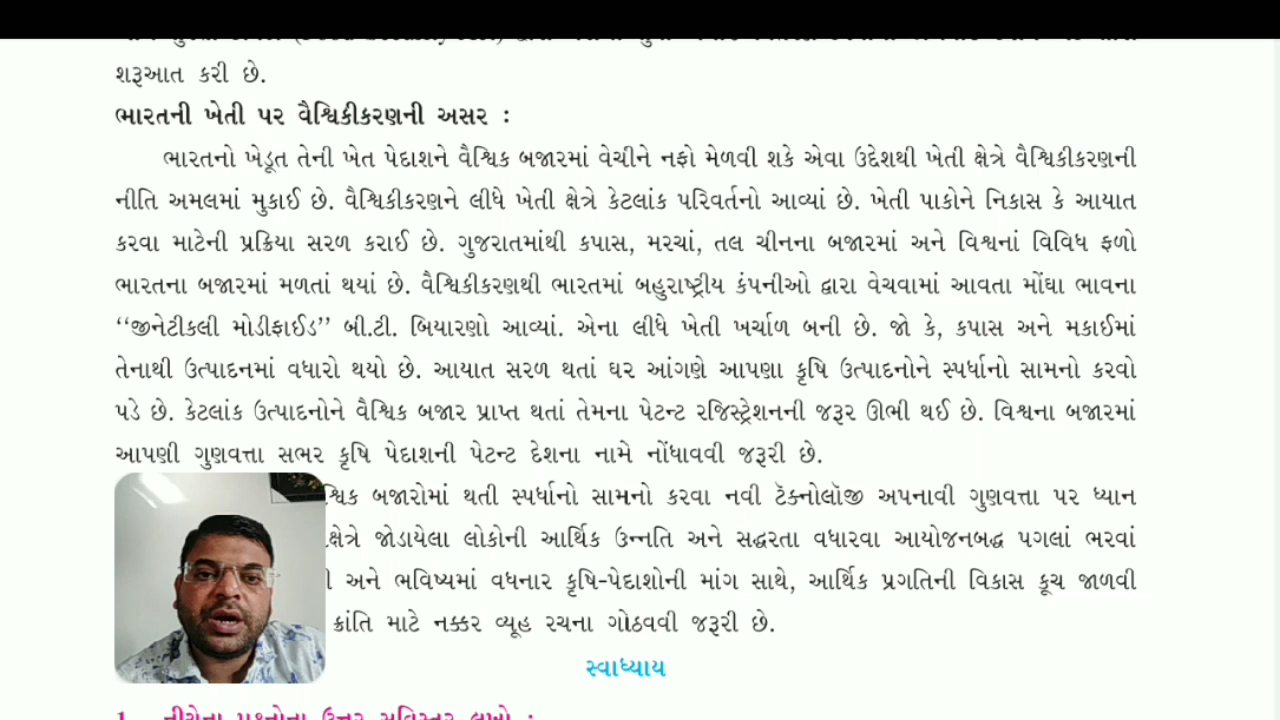 શરૂઆત કરી છે.
ભારતની ખેતી પર વૈશ્વિકીકરણની અસર :
ભારતનો ખેડૂત તેની ખેત પેદાશને વૈશ્વિક બજારમાં વેચીને નફો મેળવી શકે એવા ઉદ્દેશથી ખેતી ક્ષેત્રે વૈશ્વિકીકરણની
નીતિ અમલમાં મુકાઈ છે. વૈશ્વિકીકરણને લીધે ખેતી ક્ષેત્રે કેટલાંક પરિવર્તનો આવ્યાં છે. ખેતી પાકોને નિકાસ કે આયાત
કરવા માટેની પ્રક્રિયા સરળ કરાઈ છે. ગુજરાતમાંથી કપાસ, મરચાં, તલ ચીનના બજારમાં અને વિશ્વનાં વિવિધ ફળો
ભારતના બજારમાં મળતાં થયાં છે. વૈશ્વિકીકરણથી ભારતમાં બહુરાષ્ટ્રીય કંપનીઓ દ્વારા વેચવામાં આવતા મોંઘા ભાવના
‘‘જીનેટીકલી મોડીફાઈડ’’ બી.ટી. બિયારણો આવ્યાં. એના લીધે ખેતી ખર્ચાળ બની છે. જો કે, કપાસ અને મકાઈમાં
તેનાથી ઉત્પાદનમાં વધારો થયો છે. આયાત સરળ થતાં ઘર આંગણે આપણા કૃષિ ઉત્પાદનોને સ્પર્ધાનો સામનો કરવો
પડે છે. કેટલાંક ઉત્પાદનોને વૈશ્વિક બજાર પ્રાપ્ત થતાં તેમના પેટન્ટ રજિસ્ટ્રેશનની જરૂર ઊભી થઈ છે. વિશ્વના બજારમાં
આપણી ગુણવત્તા સભર કૃષિ પેદાશની પેટન્ટ દેશના નામે નોંધાવવી જરૂરી છે.
બજારોમાં થતી સ્પર્ધાનો સામનો કરવા નવી ટૅક્નોલૉજી અપનાવી ગુણવત્તા પર ધ્યાન
જોડાયેલા લોકોની આર્થિક ઉન્નતિ અને સદ્ધરતા વધારવા આયોજનબદ્ધ પગલાં ભરવાં
અને ભવિષ્યમાં વધનાર કૃષિ-પેદાશોની માંગ સાથે, આર્થિક પ્રગતિની વિકાસ કૂચ જાળવી
ક્રાંતિ માટે નક્કર વ્યૂહ રચના ગોઠવવી જરૂરી છે.
સ્વાધ્યાય